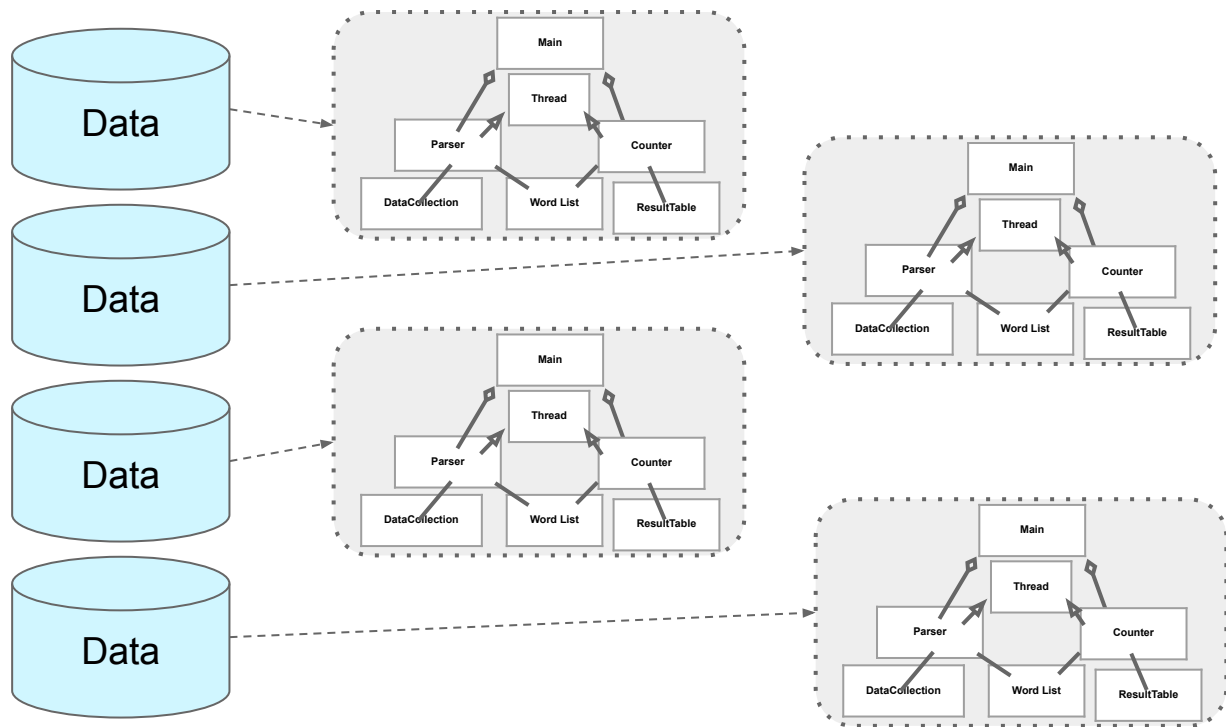 Data
Main
Thread
Parser
Counter
DataCollection
Word List
ResultTable
Data
Main
Thread
Parser
Counter
DataCollection
Word List
ResultTable
Data
Main
Thread
Parser
Counter
DataCollection
Word List
ResultTable
Data
Main
Thread
Parser
Counter
DataCollection
Word List
ResultTable